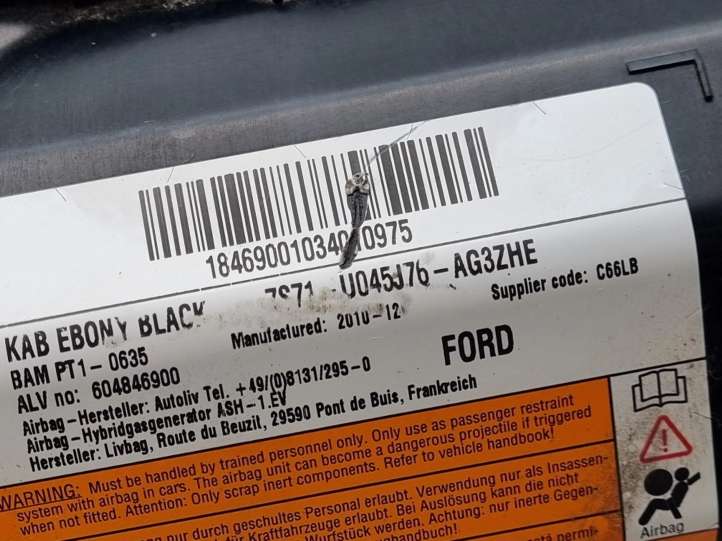 KAB EBONY BLACK
BAM PT1-0635
ALV no: 604846900
7S71 -U045J76-AG3ZHE
Manufactured: 2010-12
Supplier code: C66LB
FORD
Airbag-Hersteller: Autoliv Tel. +49/(0)8131/295-0
Airbag-Hybridgasgenerator ASH-1.EV
Hersteller: Livbag, Route du Beuzil, 29590 Pont de Buis, Frankreich
WARNING: Must be handled by trained personnel only. Only use as passenger restraint
system with airbag in cars. The airbag unit can become a dangerous projectile if triggered
when not fitted. Attention: Only scrap inert components. Refer to vehicle handbook!
nur durch geschultes Personal erlaubt. Verwendung nur als Insassen-
für Kraftfahrzeuge erlaubt. Bei Auslösung kann die nicht
Wurfstück werden. Achtung: nur inerte Gegen-
Airbag